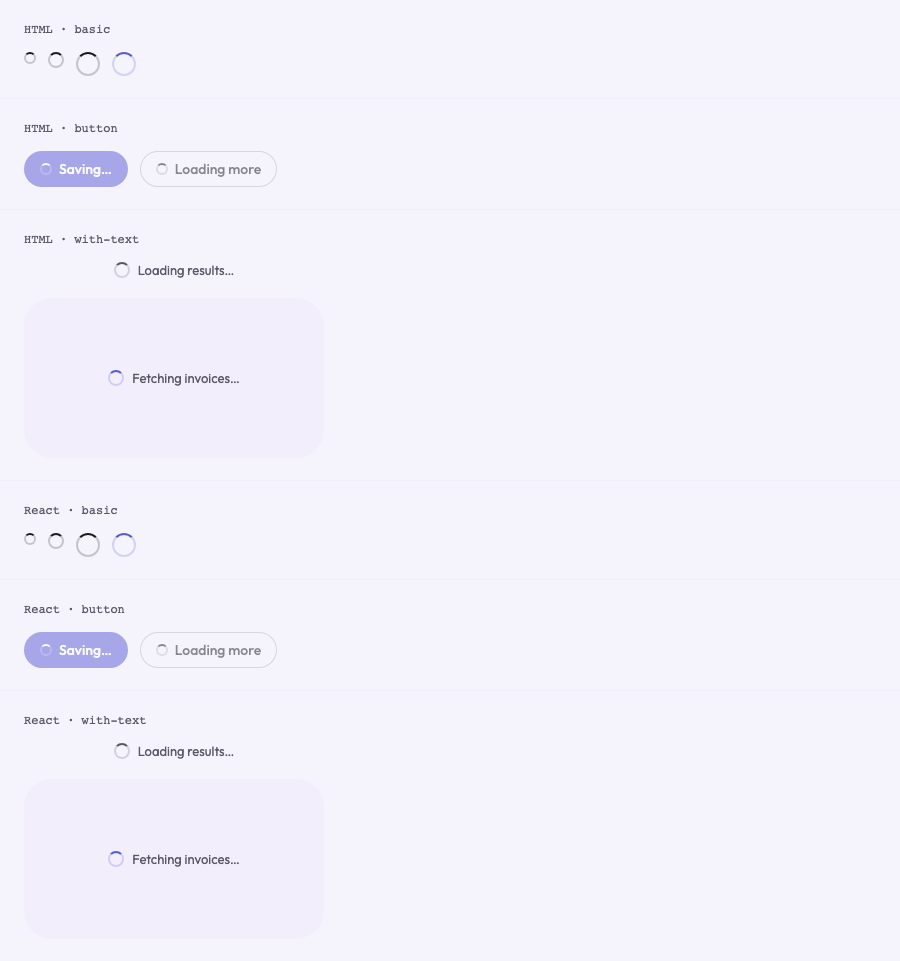 HTML · basic
HTML · button
Saving…
Loading more
HTML · with-text
Loading results…
Fetching invoices…
React · basic
React · button
Saving…
Loading more
React · with-text
Loading results…
Fetching invoices…